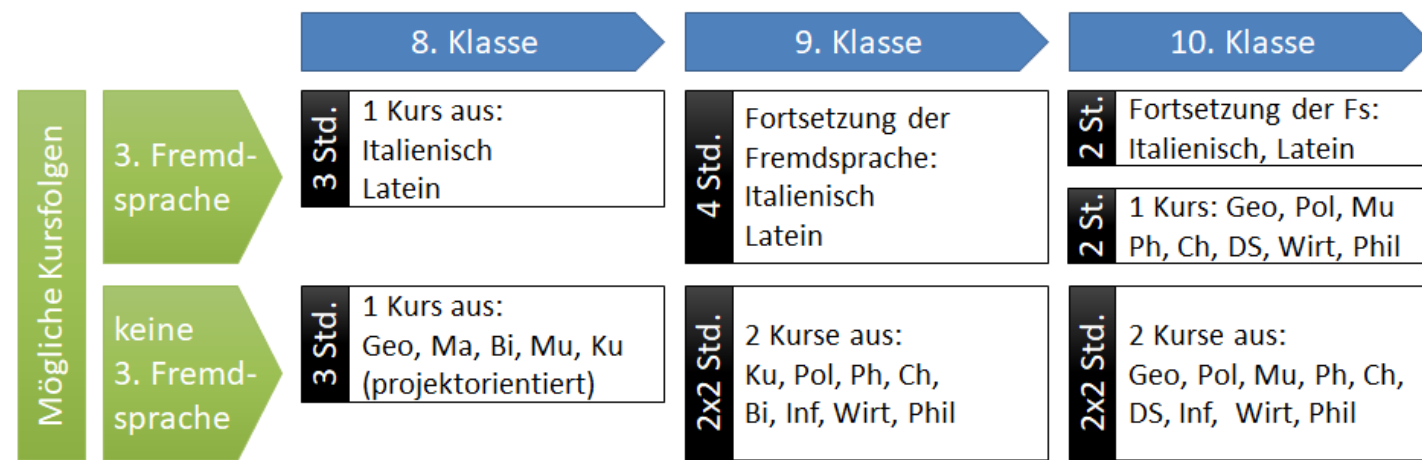 8. Klasse
9. Klasse
10. Klasse
Mögliche Kursfolgen
3. Fremd-
sprache
3 Std.
1 Kurs aus:
Italienisch
Latein
4 Std.
Fortsetzung der
Fremdsprache:
Italienisch
Latein
2 St.
Fortsetzung der Fs:
Italienisch, Latein
2 St.
1 Kurs: Geo, Pol, Mu
Ph, Ch, DS, Wirt, Phil
keine
3. Fremd-
sprache
3 Std.
1 Kurs aus:
Geo, Ma, Bi, Mu, Ku
(projektorientiert)
2x2 Std.
2 Kurse aus:
Ku, Pol, Ph, Ch,
Bi, Inf, Wirt, Phil
2x2 Std.
2 Kurse aus:
Geo, Pol, Mu, Ph, Ch,
DS, Inf, Wirt, Phil